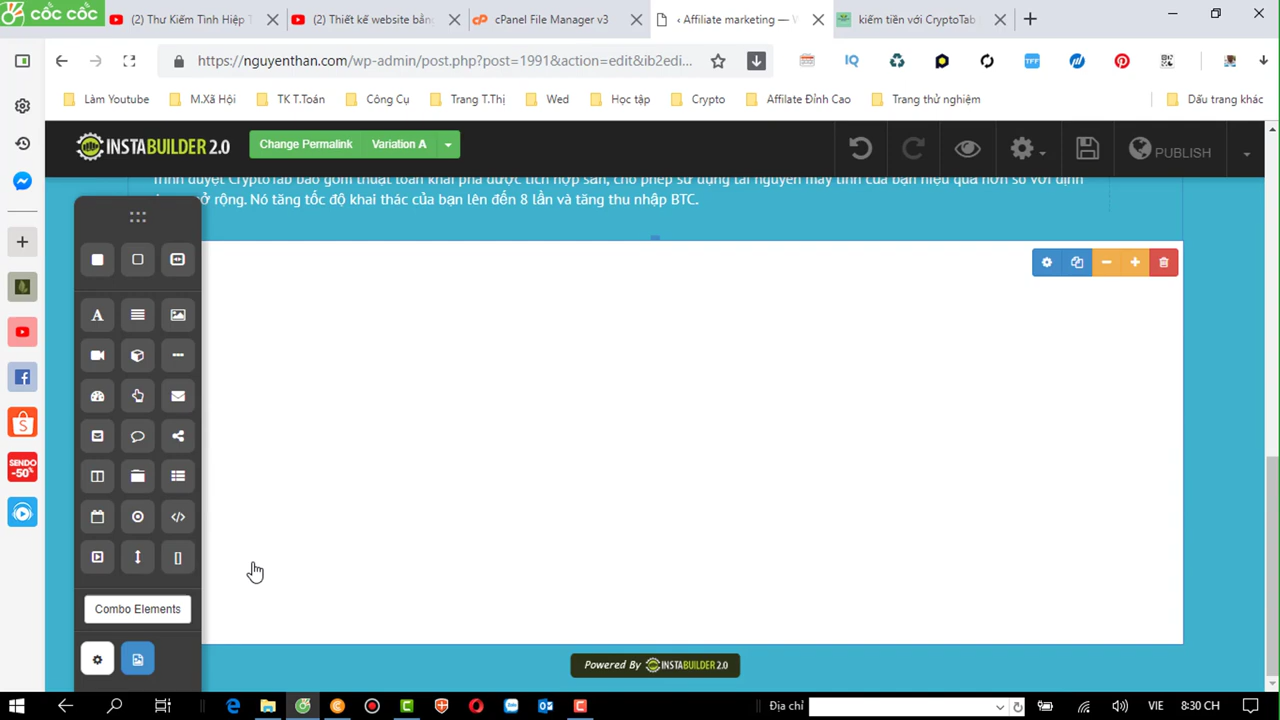 cốc cốc
(2) Thư Kiếm Tình Hiệp T
(2) Thiết kế website bằng
cPanel File Manager v3
‹ Affiliate marketing — W
kiếm tiền với CryptoTab
https://nguyenthan.com/wp-admin/post.php?post=1991&action=edit&ib2edi...
IQ
TFF
Làm Youtube
M.Xã Hội
TK T.Toán
Công Cụ
Trang T.Thị
Wed
Học tập
Crypto
Affilate Đỉnh Cao
Trang thử nghiệm
Dấu trang khác
INSTABUILDER 2.0
Change Permalink
Variation A
PUBLISH
Trình duyệt CryptoTab bao gồm thuật toán khai phá được tích hợp sẵn, cho phép sử dụng tài nguyên máy tính của bạn hiệu quả hơn so với định
ở rộng. Nó tăng tốc độ khai thác của bạn lên đến 8 lần và tăng thu nhập BTC.
A
SENDO
-50%
Combo Elements
Powered By INSTABUILDER 2.0
Địa chỉ
VIE
8:30 CH